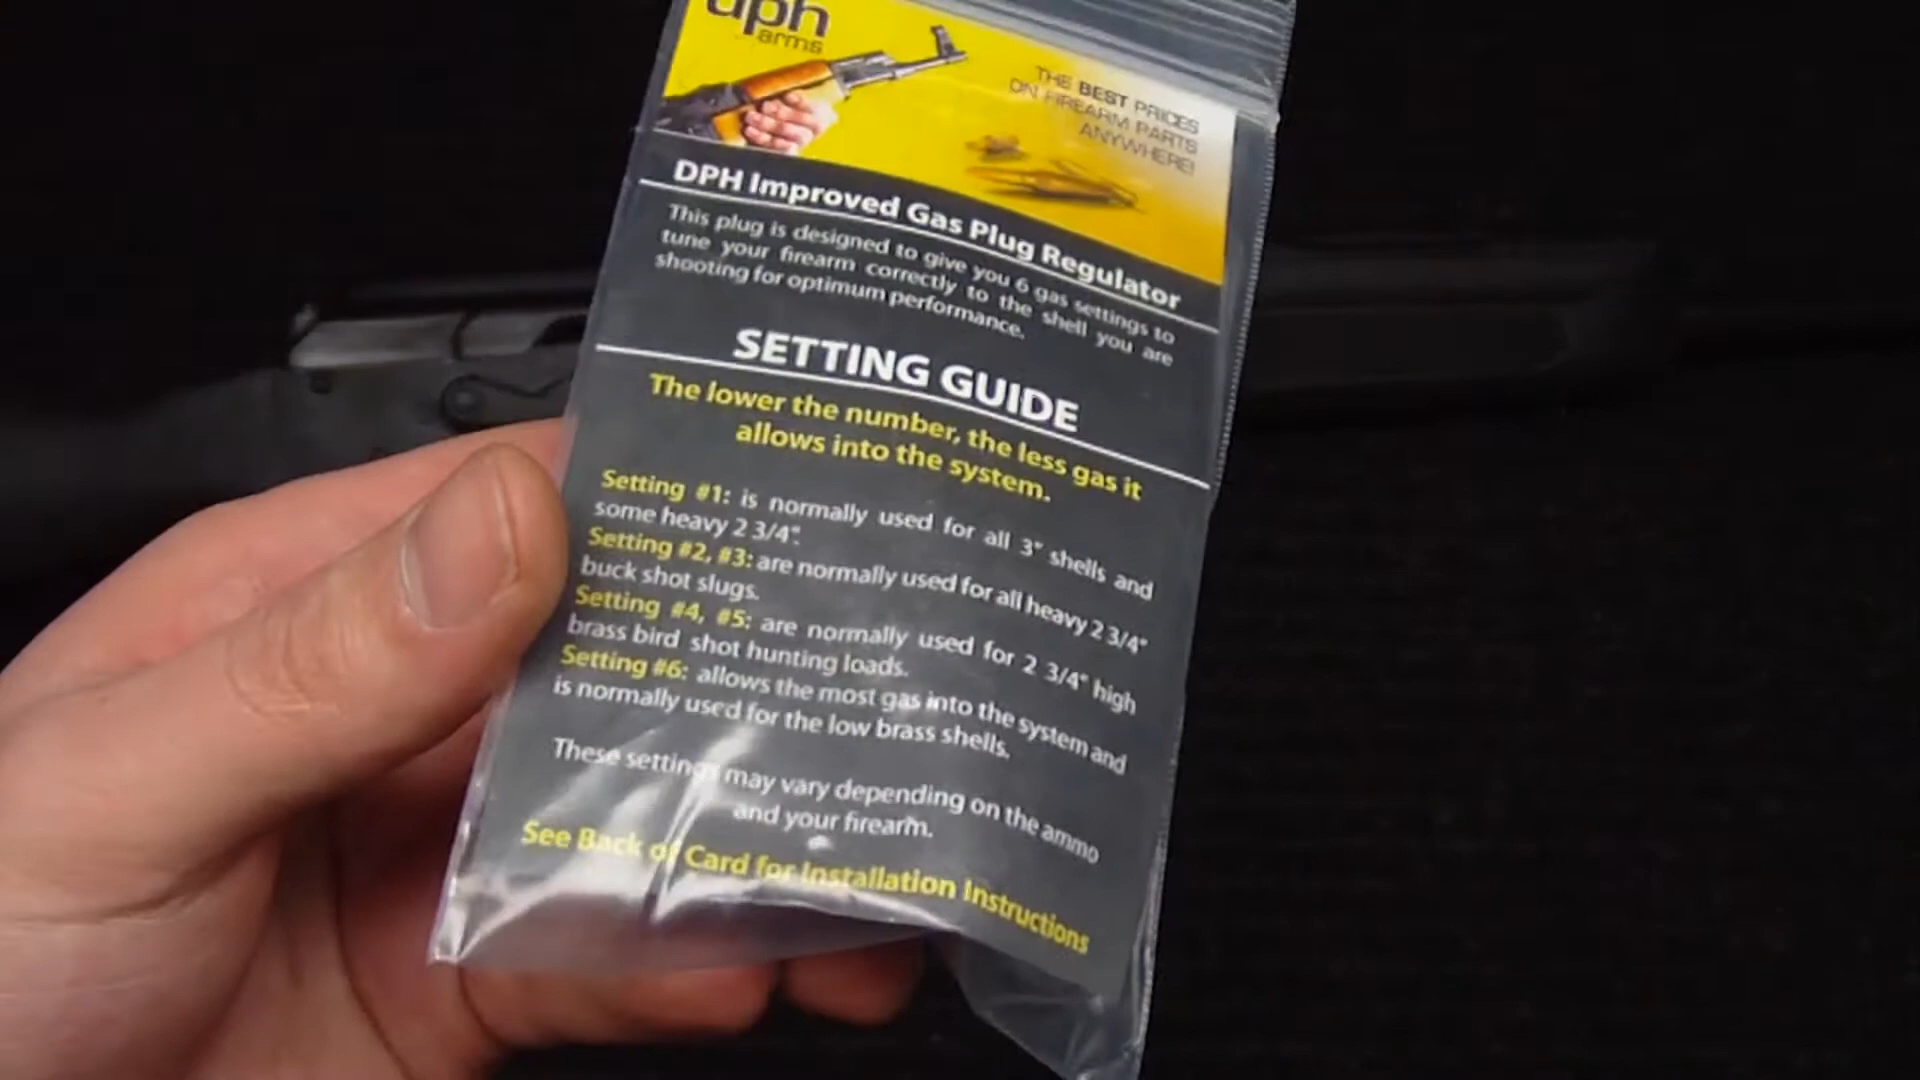 dph
arms
THE BEST PRICES
ON FIREARM PARTS
ANYWHERE!
DPH Improved Gas Plug Regulator
This plug is designed to give you 6 gas settings to
tune your firearm correctly to the shell you are
shooting for optimum performance.
SETTING GUIDE
The lower the number, the less gas it
allows into the system.
Setting #1: is normally used for all 3" shells and
some heavy 2 3/4".
Setting #2, #3: are normally used for all heavy 2 3/4"
buck shot slugs.
Setting #4, #5: are normally used for 2 3/4" high
brass bird shot hunting loads.
Setting #6: allows the most gas into the system and
is normally used for the low brass shells.
These settings may vary depending on the ammo
and your firearm.
See Back of Card for Installation Instructions